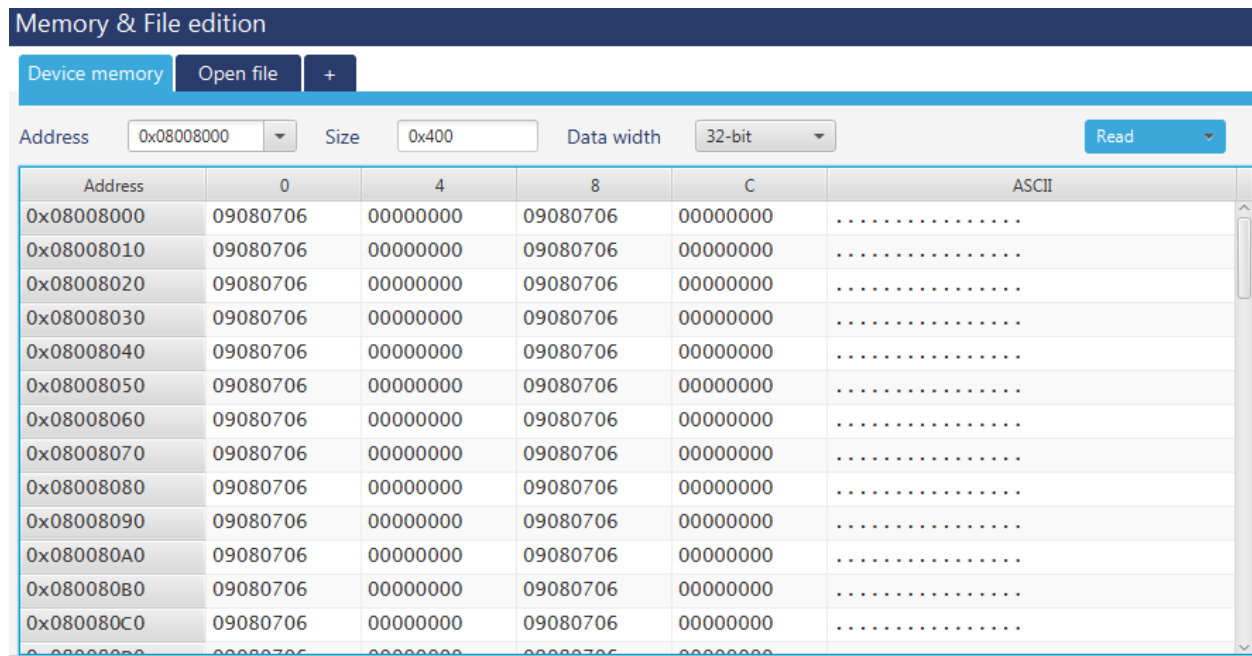 Memory & File edition
Device memory Open file +
Address 0x08008000 Size 0x400 Data width 32-bit Read
Address 0 4 8 C ASCII
0x08008000 09080706 00000000 09080706 00000000 ................
0x08008010 09080706 00000000 09080706 00000000 ................
0x08008020 09080706 00000000 09080706 00000000 ................
0x08008030 09080706 00000000 09080706 00000000 ................
0x08008040 09080706 00000000 09080706 00000000 ................
0x08008050 09080706 00000000 09080706 00000000 ................
0x08008060 09080706 00000000 09080706 00000000 ................
0x08008070 09080706 00000000 09080706 00000000 ................
0x08008080 09080706 00000000 09080706 00000000 ................
0x08008090 09080706 00000000 09080706 00000000 ................
0x080080A0 09080706 00000000 09080706 00000000 ................
0x080080B0 09080706 00000000 09080706 00000000 ................
0x080080C0 09080706 00000000 09080706 00000000 ................